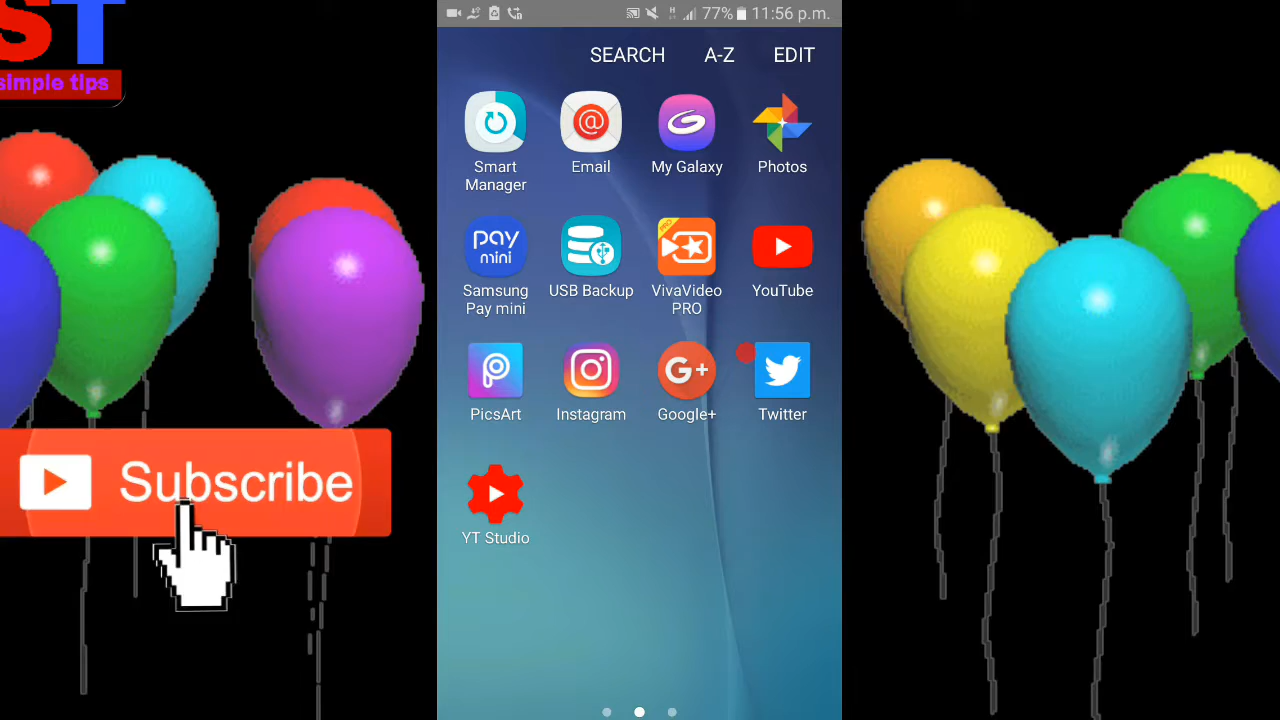 ST
simple tips
77% 11:56 p.m.
SEARCH A-Z EDIT
Smart Manager
Email
My Galaxy
Photos
pay mini
Samsung Pay mini
USB Backup
PRO
VivaVideo PRO
YouTube
PicsArt
Instagram
G+
Google+
Twitter
YT Studio
Subscribe